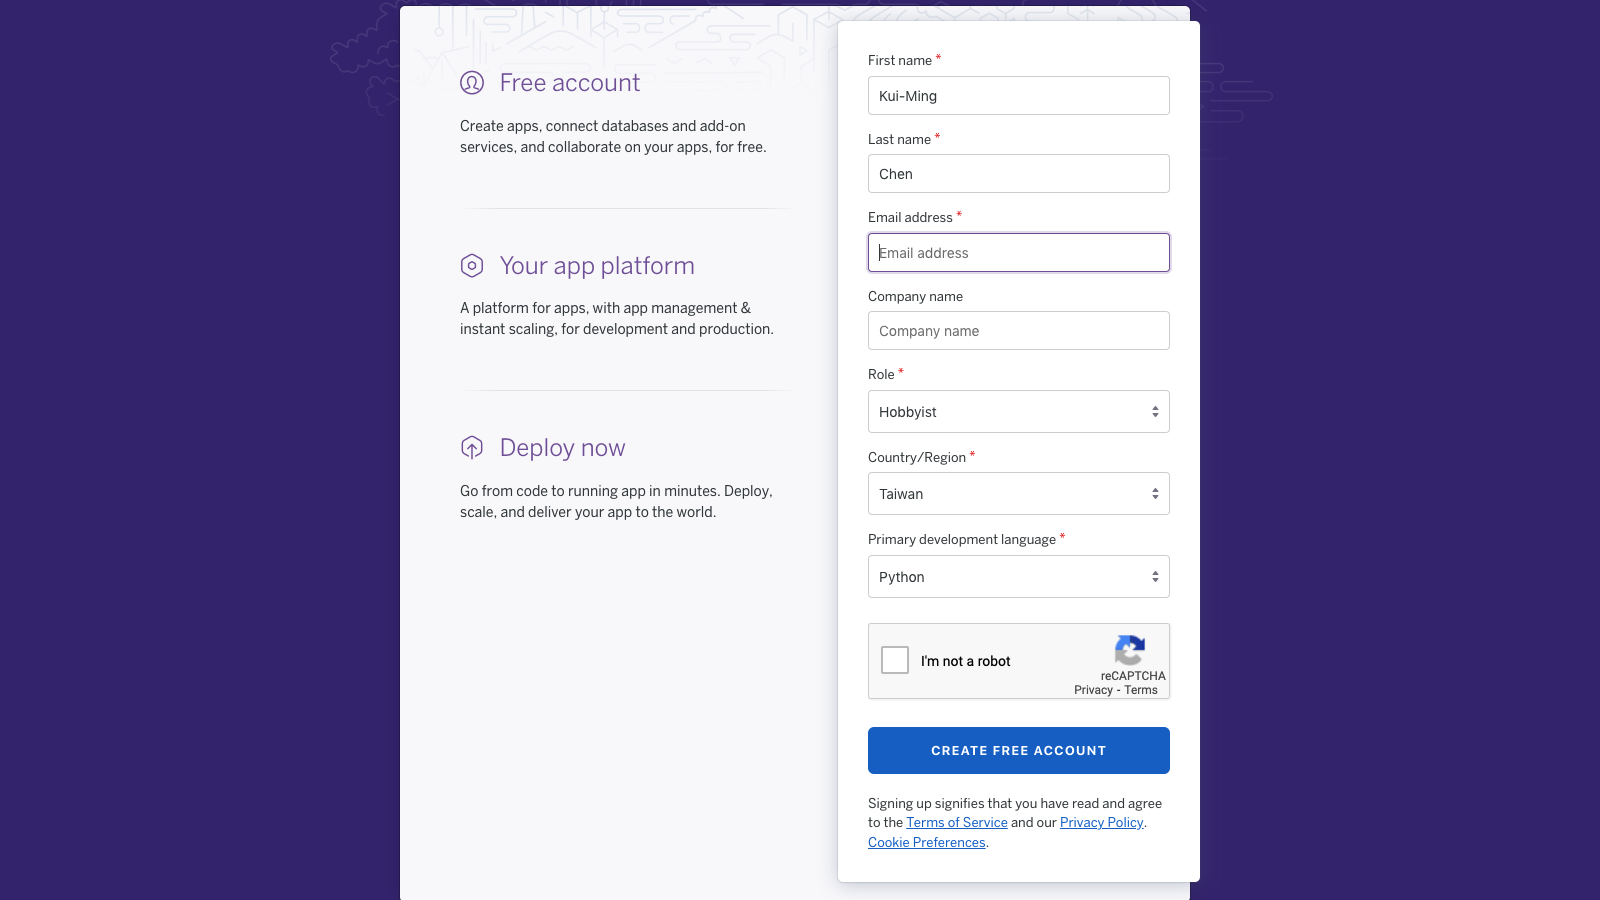 Free account
Create apps, connect databases and add-on
services, and collaborate on your apps, for free.
Your app platform
A platform for apps, with app management &
instant scaling, for development and production.
Deploy now
Go from code to running app in minutes. Deploy,
scale, and deliver your app to the world.
First name *
Kui-Ming
Last name *
Chen
Email address *
Email address
Company name
Company name
Role *
Hobbyist
Country/Region *
Taiwan
Primary development language *
Python
I'm not a robot
reCAPTCHA
Privacy - Terms
CREATE FREE ACCOUNT
Signing up signifies that you have read and agree
to the Terms of Service and our Privacy Policy.
Cookie Preferences.